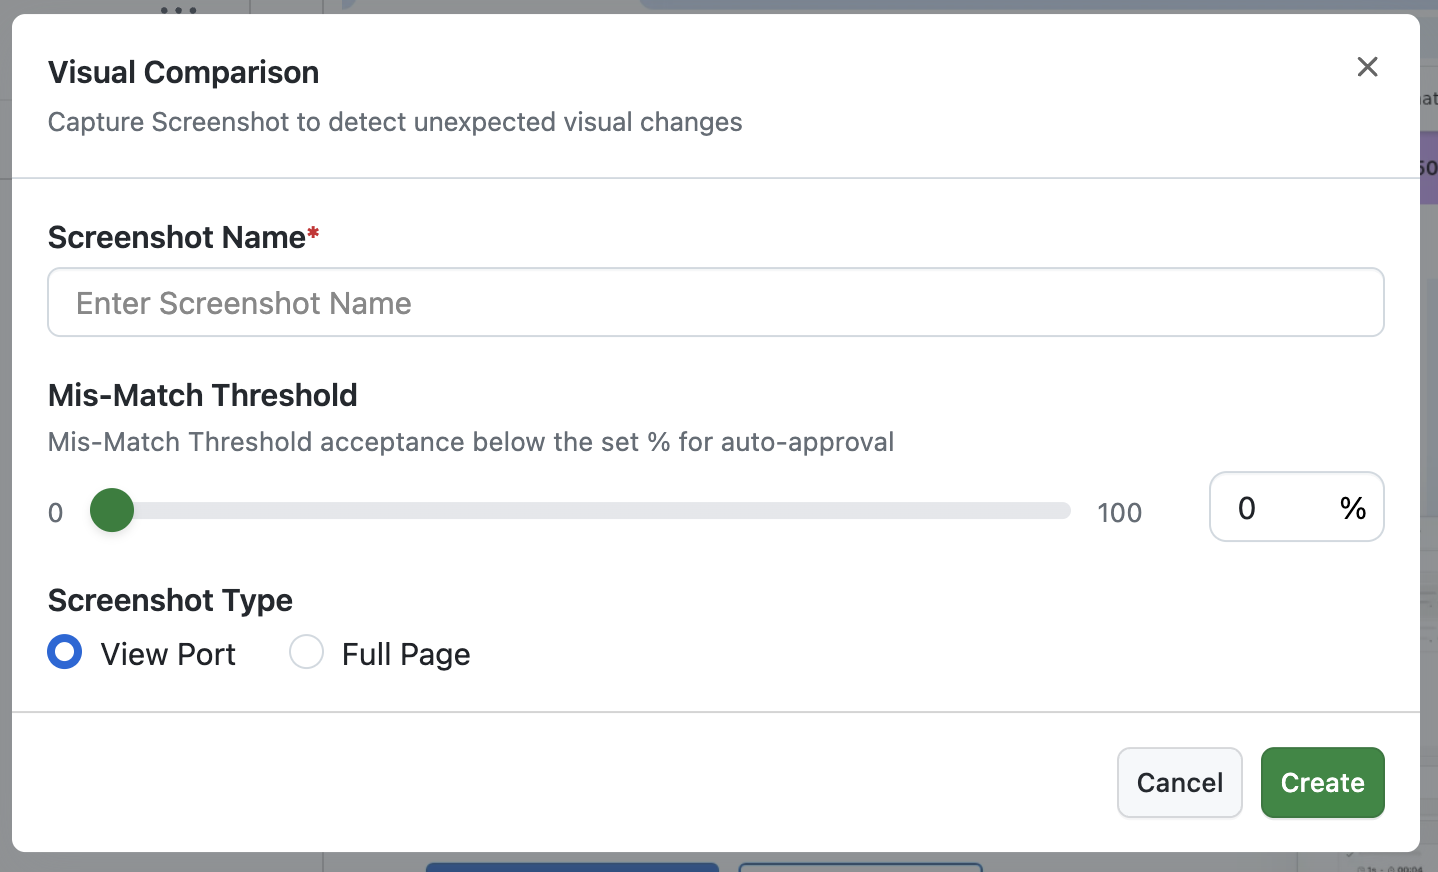 Visual Comparison
Capture Screenshot to detect unexpected visual changes
Screenshot Name*
Enter Screenshot Name
Mis-Match Threshold
Mis-Match Threshold acceptance below the set % for auto-approval
0 100 0 %
Screenshot Type
View Port Full Page
Cancel Create